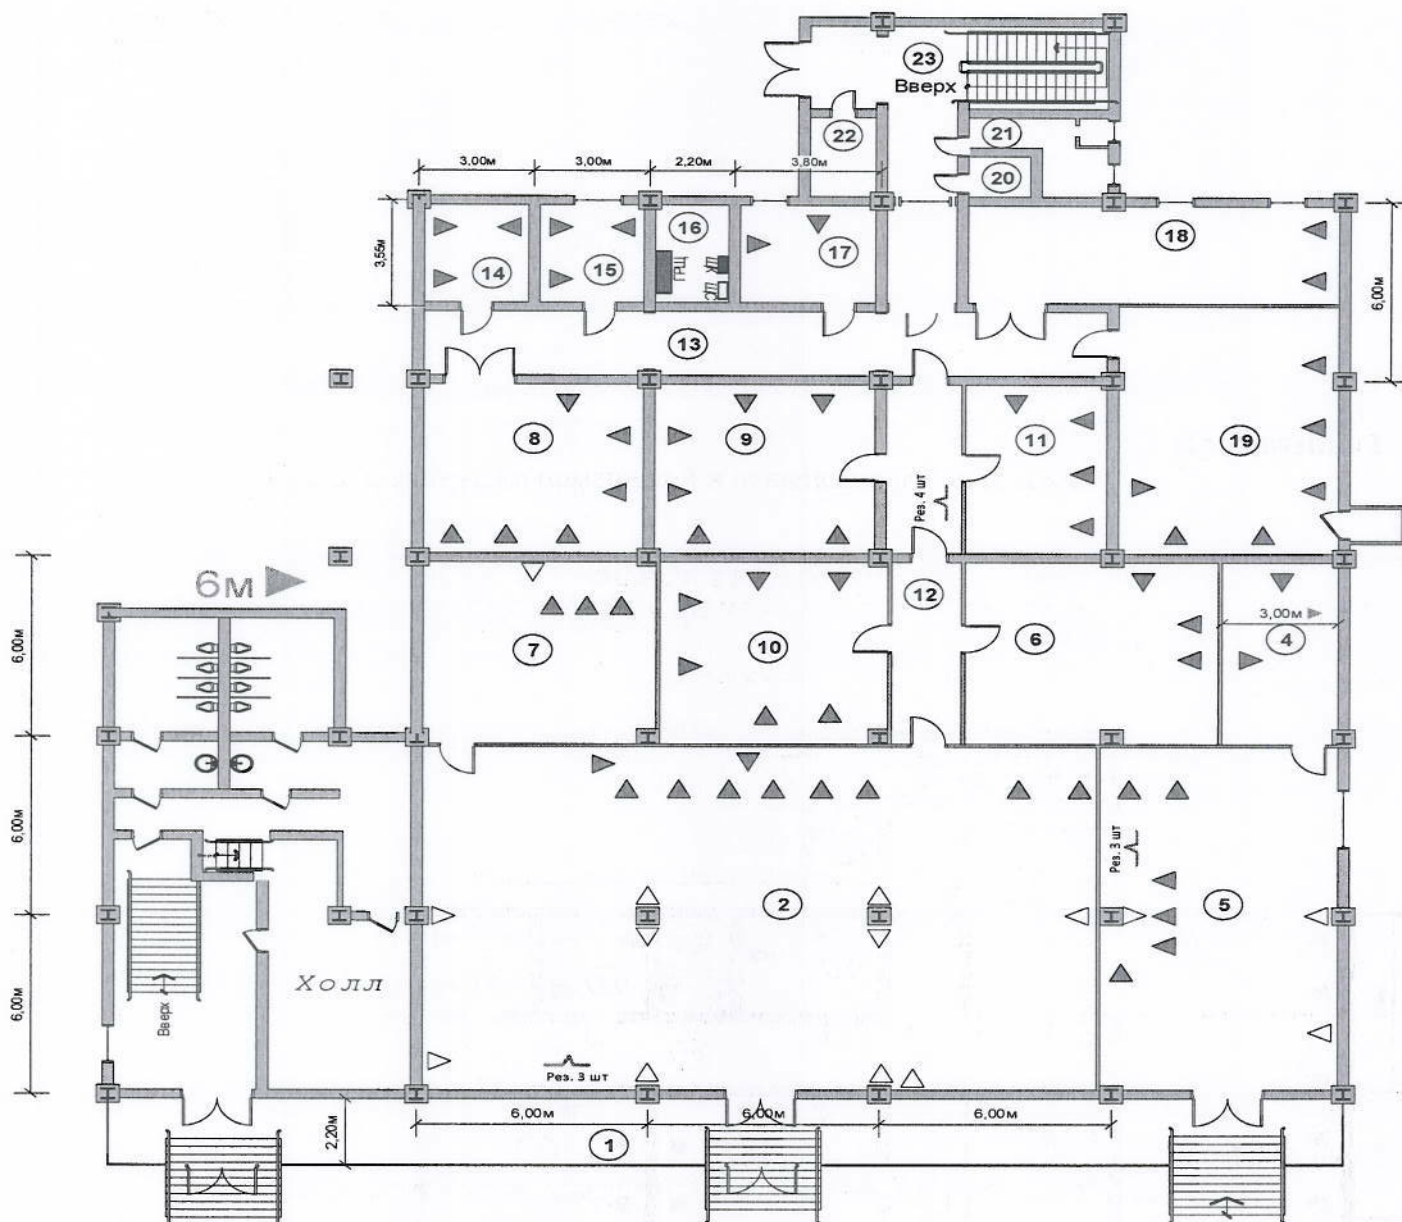 23
Вверх
22
21
20
3,00м
3,00м
2,20м
3,80м
3,55м
14
15
16
ГРЩ
17
18
6,00м
13
8
9
11
19
Рез. 4 шт
6м
12
7
10
6
3,00м
4
6,00м
6,00м
6,00м
2
5
Рез. 3 шт
Холл
Вверх
Рез. 3 шт
6,00м
6,00м
6,00м
2,20м
1